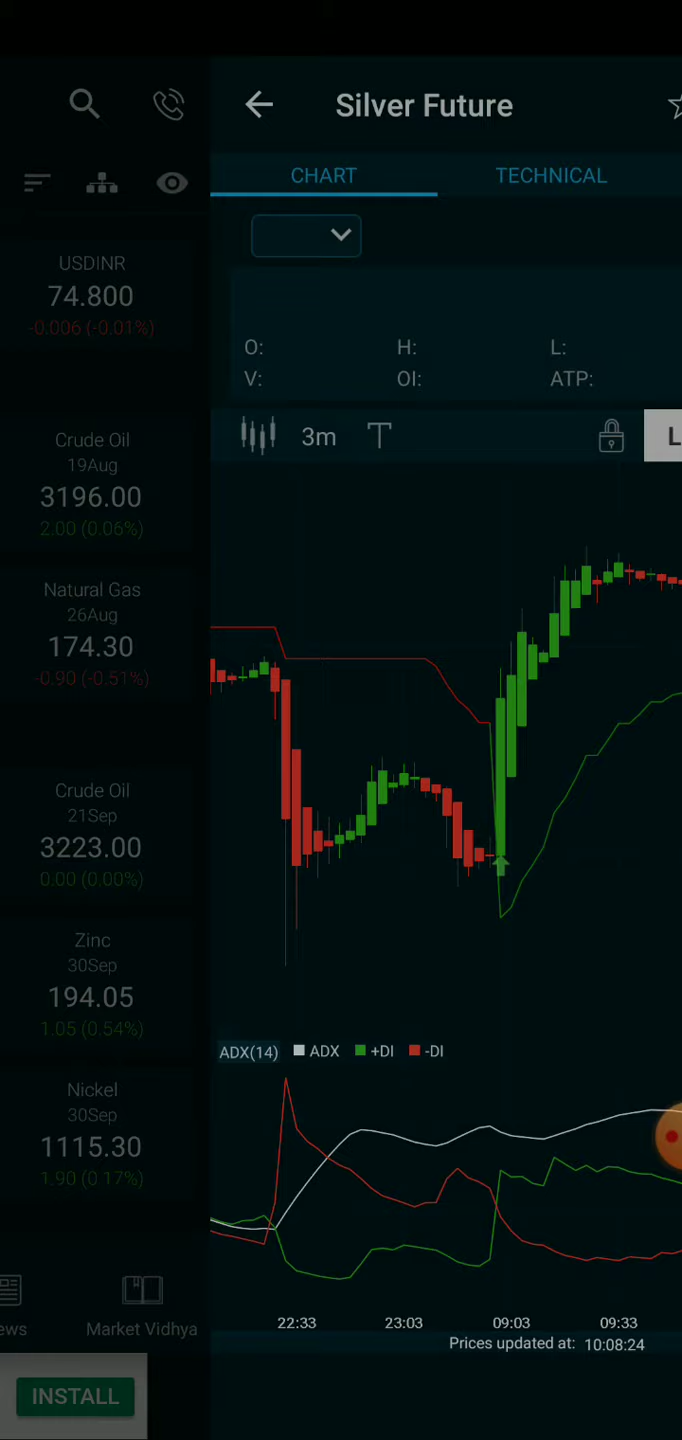 Silver Future
CHART
TECHNICAL
O:
H:
L:
V:
OI:
ATP:
3m
T
L
USDINR
74.800
-0.006 (-0.01%)
Crude Oil
19Aug
3196.00
2.00 (0.06%)
Natural Gas
26Aug
174.30
-0.90 (-0.51%)
Crude Oil
21Sep
3223.00
0.00 (0.00%)
Zinc
30Sep
194.05
1.05 (0.54%)
Nickel
30Sep
1115.30
1.90 (0.17%)
ews
Market Vidhya
INSTALL
ADX(14) ADX +DI -DI
22:33 23:03 09:03 09:33
Prices updated at: 10:08:24